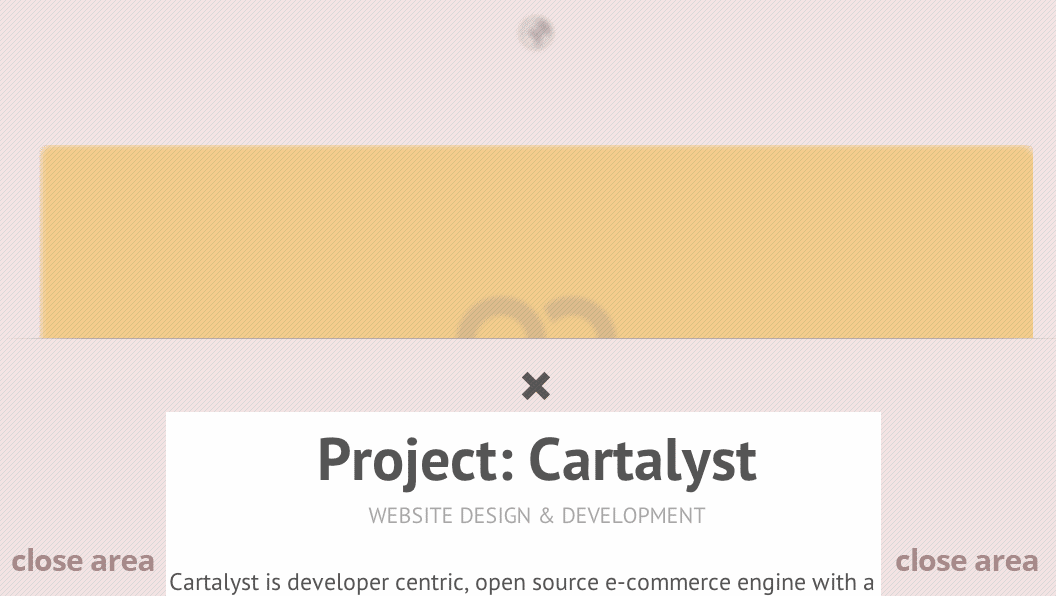 Project: Cartalyst
WEBSITE DESIGN & DEVELOPMENT
close area
close area
Cartalyst is developer centric, open source e-commerce engine with a